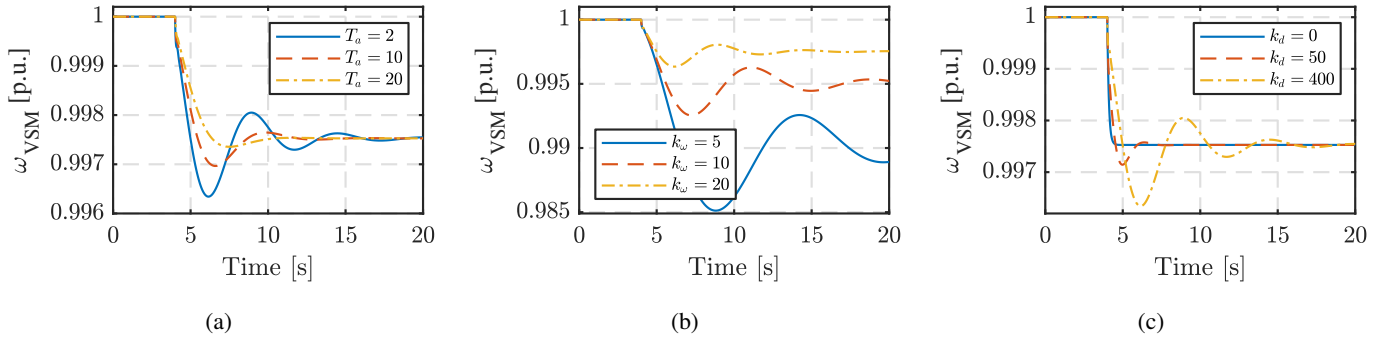 1
0.999
0.998
0.997
0.996
ω_VSM [p.u.]
T_a = 2
T_a = 10
T_a = 20
0 5 10 15 20
Time [s]
(a)
1
0.995
0.99
0.985
ω_VSM [p.u.]
k_ω = 5
k_ω = 10
k_ω = 20
0 5 10 15 20
Time [s]
(b)
1
0.999
0.998
0.997
0.996
ω_VSM [p.u.]
k_d = 0
k_d = 50
k_d = 400
0 5 10 15 20
Time [s]
(c)